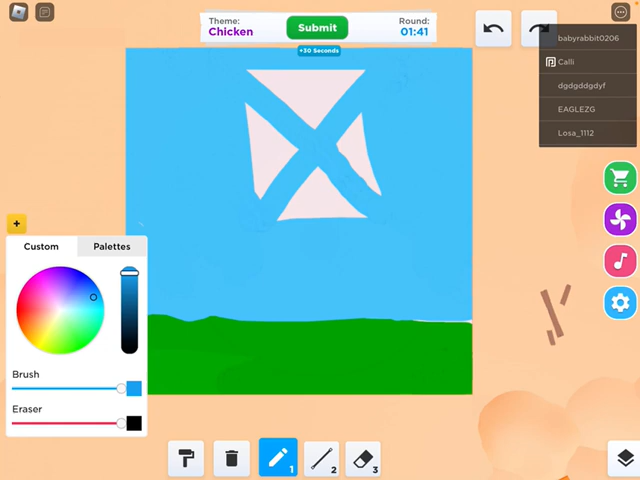 Theme:
Chicken
Submit
Round:
01:41
+30 Seconds
babyrabbit0206
Calli
dgdgddgdyf
EAGLEZG
Losa_1112
+
Custom
Palettes
Brush
Eraser
1
2
3